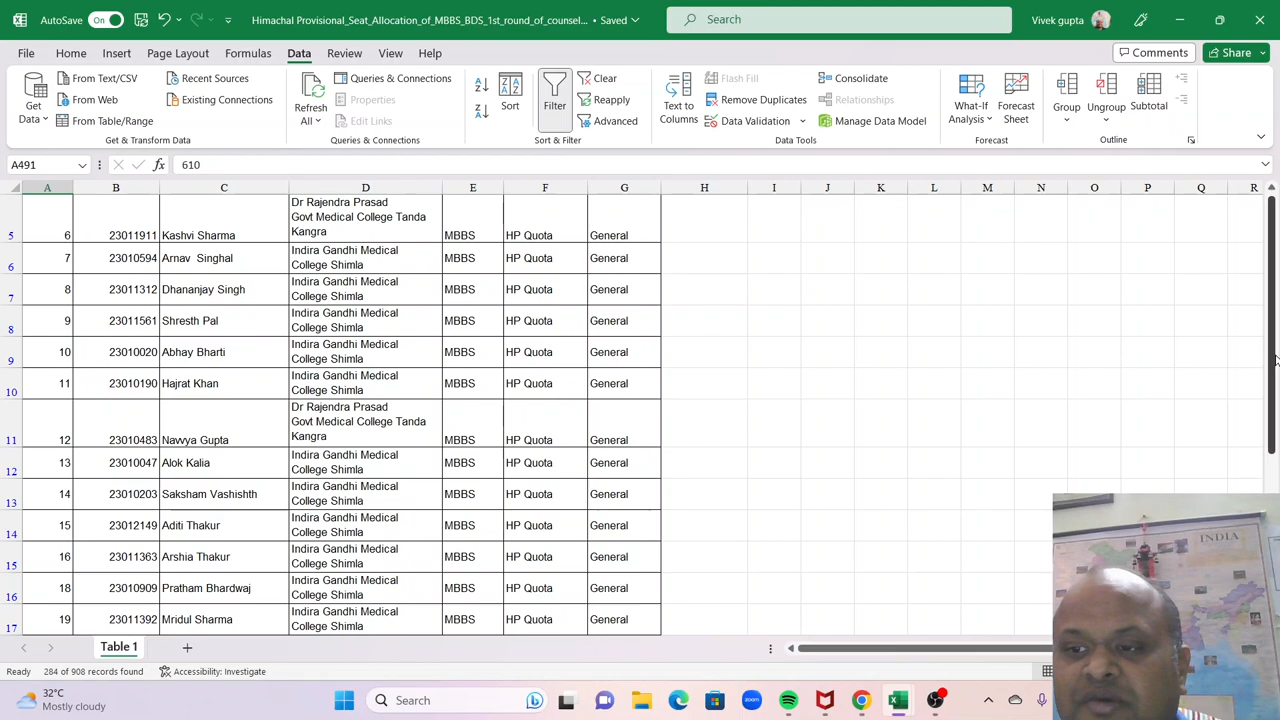 AutoSave On Himachal Provisional_Seat_Allocation_of_MBBS_BDS_1st_round_of_counsel... • Saved Search Vivek gupta
File Home Insert Page Layout Formulas Data Review View Help Comments Share
Get Data From Text/CSV From Web From Table/Range Recent Sources Existing Connections
Refresh All Queries & Connections Properties Edit Links
Sort Filter Clear Reapply Advanced
Text to Columns Flash Fill Remove Duplicates Data Validation Consolidate Relationships Manage Data Model
What-If Analysis Forecast Sheet Group Ungroup Subtotal
Get & Transform Data Queries & Connections Sort & Filter Data Tools Forecast Outline
A491 fx 610
A B C D E F G H I J K L M N O P Q R
Dr Rajendra Prasad
Govt Medical College Tanda
5 6 23011911 Kashvi Sharma Kangra MBBS HP Quota General
Indira Gandhi Medical
6 7 23010594 Arnav Singhal College Shimla MBBS HP Quota General
Indira Gandhi Medical
7 8 23011312 Dhananjay Singh College Shimla MBBS HP Quota General
Indira Gandhi Medical
8 9 23011561 Shresth Pal College Shimla MBBS HP Quota General
Indira Gandhi Medical
9 10 23010020 Abhay Bharti College Shimla MBBS HP Quota General
Indira Gandhi Medical
10 11 23010190 Hajrat Khan College Shimla MBBS HP Quota General
Dr Rajendra Prasad
Govt Medical College Tanda
11 12 23010483 Navvya Gupta Kangra MBBS HP Quota General
Indira Gandhi Medical
12 13 23010047 Alok Kalia College Shimla MBBS HP Quota General
Indira Gandhi Medical
13 14 23010203 Saksham Vashishth College Shimla MBBS HP Quota General
Indira Gandhi Medical
14 15 23012149 Aditi Thakur College Shimla MBBS HP Quota General
Indira Gandhi Medical
15 16 23011363 Arshia Thakur College Shimla MBBS HP Quota General
Indira Gandhi Medical
16 18 23010909 Pratham Bhardwaj College Shimla MBBS HP Quota General
Indira Gandhi Medical
17 19 23011392 Mridul Sharma College Shimla MBBS HP Quota General
INDIA
Table 1
Ready 284 of 908 records found Accessibility: Investigate
32°C
Mostly cloudy
Search